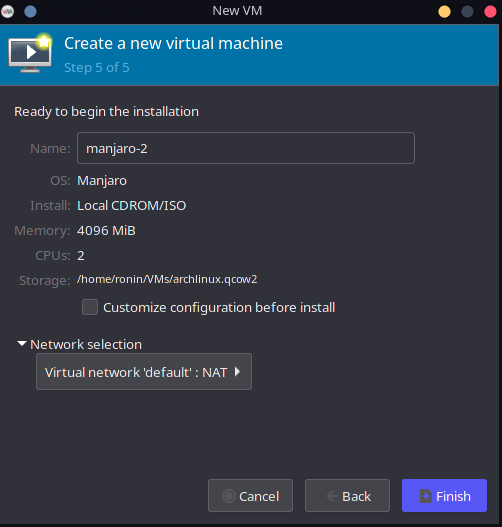 New VM
Create a new virtual machine
Step 5 of 5
Ready to begin the installation
Name: manjaro-2
OS: Manjaro
Install: Local CDROM/ISO
Memory: 4096 MiB
CPUs: 2
Storage: /home/ronin/VMs/archlinux.qcow2
Customize configuration before install
Network selection
Virtual network 'default' : NAT
Cancel Back Finish